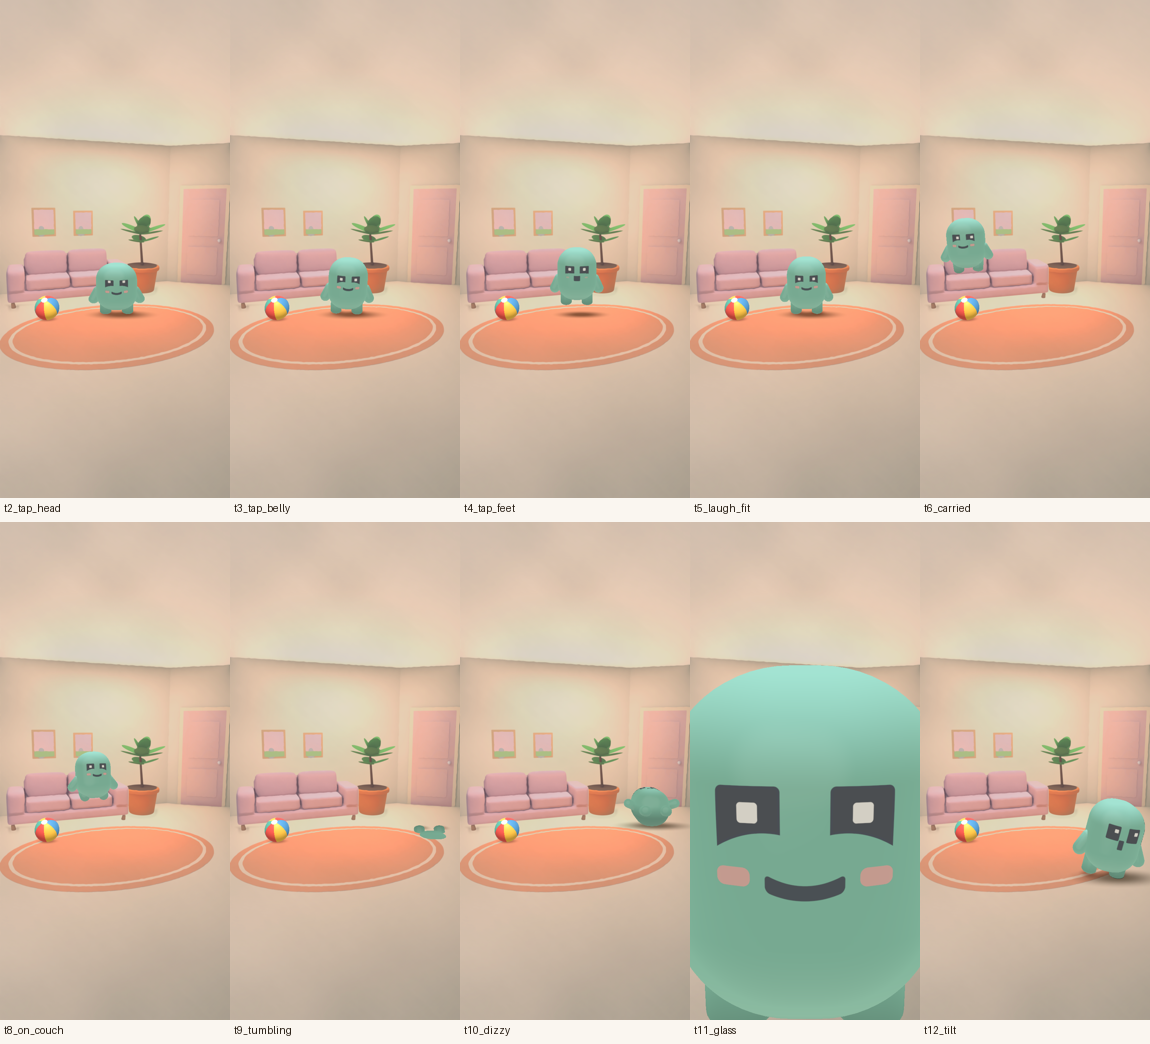 t2_tap_head
t3_tap_belly
t4_tap_feet
t5_laugh_fit
t6_carried
t8_on_couch
t9_tumbling
t10_dizzy
t11_glass
t12_tilt